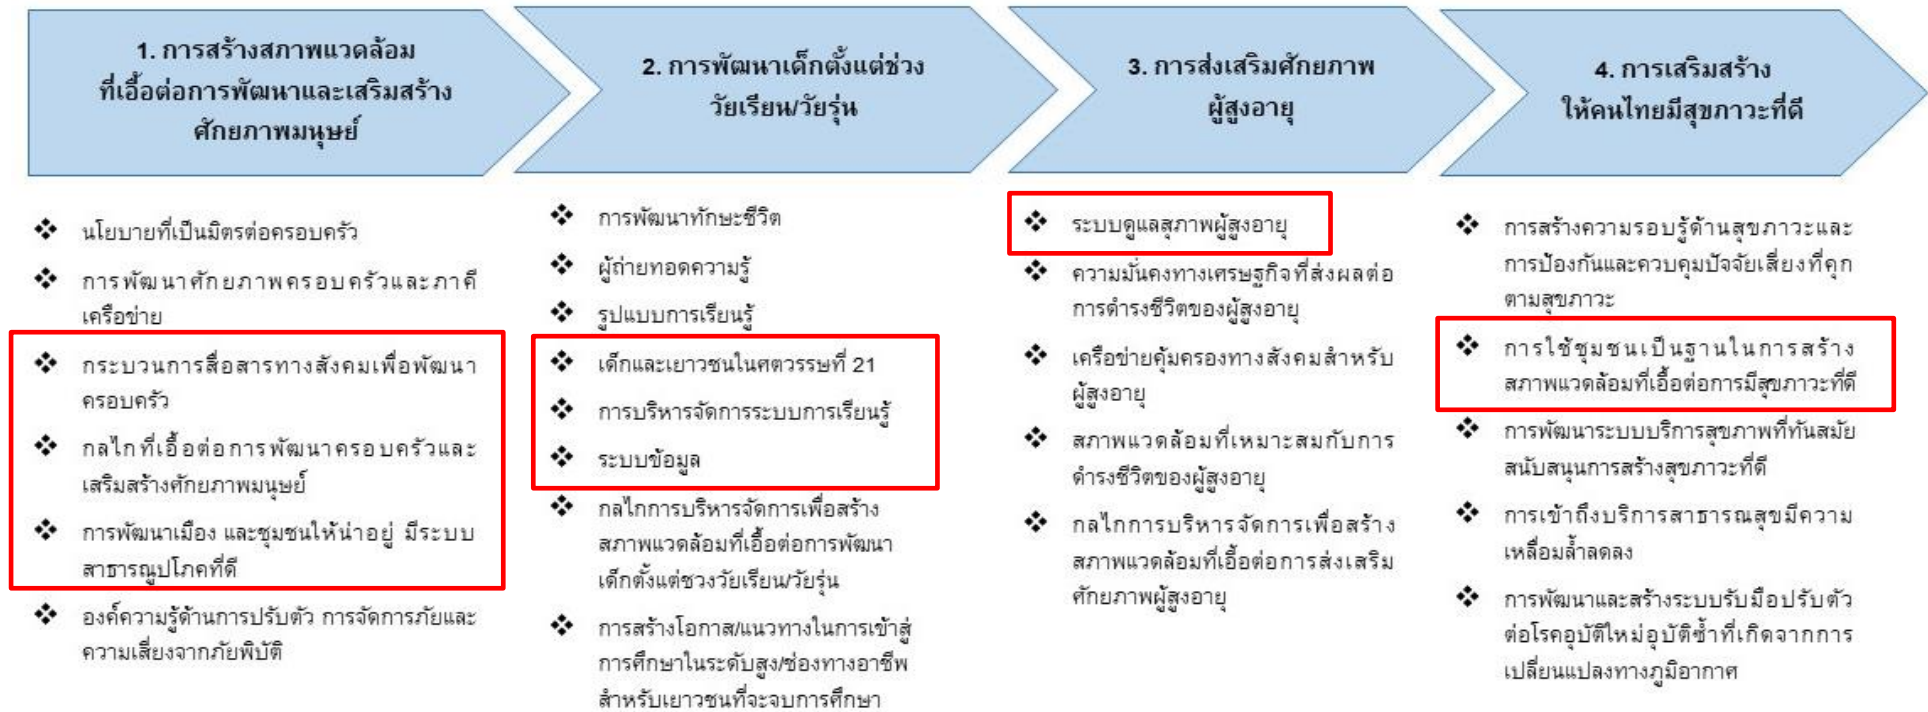 1. การสร้างสภาพแวดล้อม
ที่เอื้อต่อการพัฒนาและเสริมสร้าง
ศักยภาพมนุษย์
2. การพัฒนาเด็กตั้งแต่ช่วง
วัยเรียน/วัยรุ่น
3. การส่งเสริมศักยภาพ
ผู้สูงอายุ
4. การเสริมสร้าง
ให้คนไทยมีสุขภาวะที่ดี
❖ นโยบายที่เป็นมิตรต่อครอบครัว
❖ การพัฒนาศักยภาพครอบครัวและภาคี
เครือข่าย
❖ กระบวนการสื่อสารทางสังคมเพื่อพัฒนา
ครอบครัว
❖ กลไกที่เอื้อต่อการพัฒนาครอบครัวและ
เสริมสร้างศักยภาพมนุษย์
❖ การพัฒนาเมือง และชุมชนให้น่าอยู่ มีระบบ
สาธารณูปโภคที่ดี
❖ องค์ความรู้ด้านการปรับตัว การจัดการภัยและ
ความเสี่ยงจากภัยพิบัติ
❖ การพัฒนาทักษะชีวิต
❖ ผู้ถ่ายทอดความรู้
❖ รูปแบบการเรียนรู้
❖ เด็กและเยาวชนในศตวรรษที่ 21
❖ การบริหารจัดการระบบการเรียนรู้
❖ ระบบข้อมูล
❖ กลไกการบริหารจัดการเพื่อสร้าง
สภาพแวดล้อมที่เอื้อต่อการพัฒนา
เด็กตั้งแต่ชวงวัยเรียน/วัยรุ่น
❖ การสร้างโอกาส/แนวทางในการเข้าสู่
การศึกษาในระดับสูง/ช่องทางอาชีพ
สำหรับเยาวชนที่จะจบการศึกษา
❖ ระบบดูแลสุภาพผู้สูงอายุ
❖ ความมั่นคงทางเศรษฐกิจที่ส่งผลต่อ
การดำรงชีวิตของผู้สูงอายุ
❖ เครือข่ายคุ้มครองทางสังคมสำหรับ
ผู้สูงอายุ
❖ สภาพแวดล้อมที่เหมาะสมกับการ
ดำรงชีวิตของผู้สูงอายุ
❖ กลไกการบริหารจัดการเพื่อสร้าง
สภาพแวดล้อมที่เอื้อต่อการส่งเสริม
ศักยภาพผู้สูงอายุ
❖ การสร้างความรอบรู้ด้านสุขภาวะและ
การป้องกันและควบคุมปัจจัยเสี่ยงที่คุก
ตามสุขภาวะ
❖ การใช้ชุมชนเป็นฐานในการสร้าง
สภาพแวดล้อมที่เอื้อต่อการมีสุขภาวะที่ดี
❖ การพัฒนาระบบบริการสุขภาพที่ทันสมัย
สนับสนุนการสร้างสุขภาวะที่ดี
❖ การเข้าถึงบริการสาธารณสุขมีความ
เหลื่อมล้ำลดลง
❖ การพัฒนาและสร้างระบบรับมือปรับตัว
ต่อโรคอุบัติใหม่อุบัติซ้ำที่เกิดจากการ
เปลี่ยนแปลงทางภูมิอากาศ